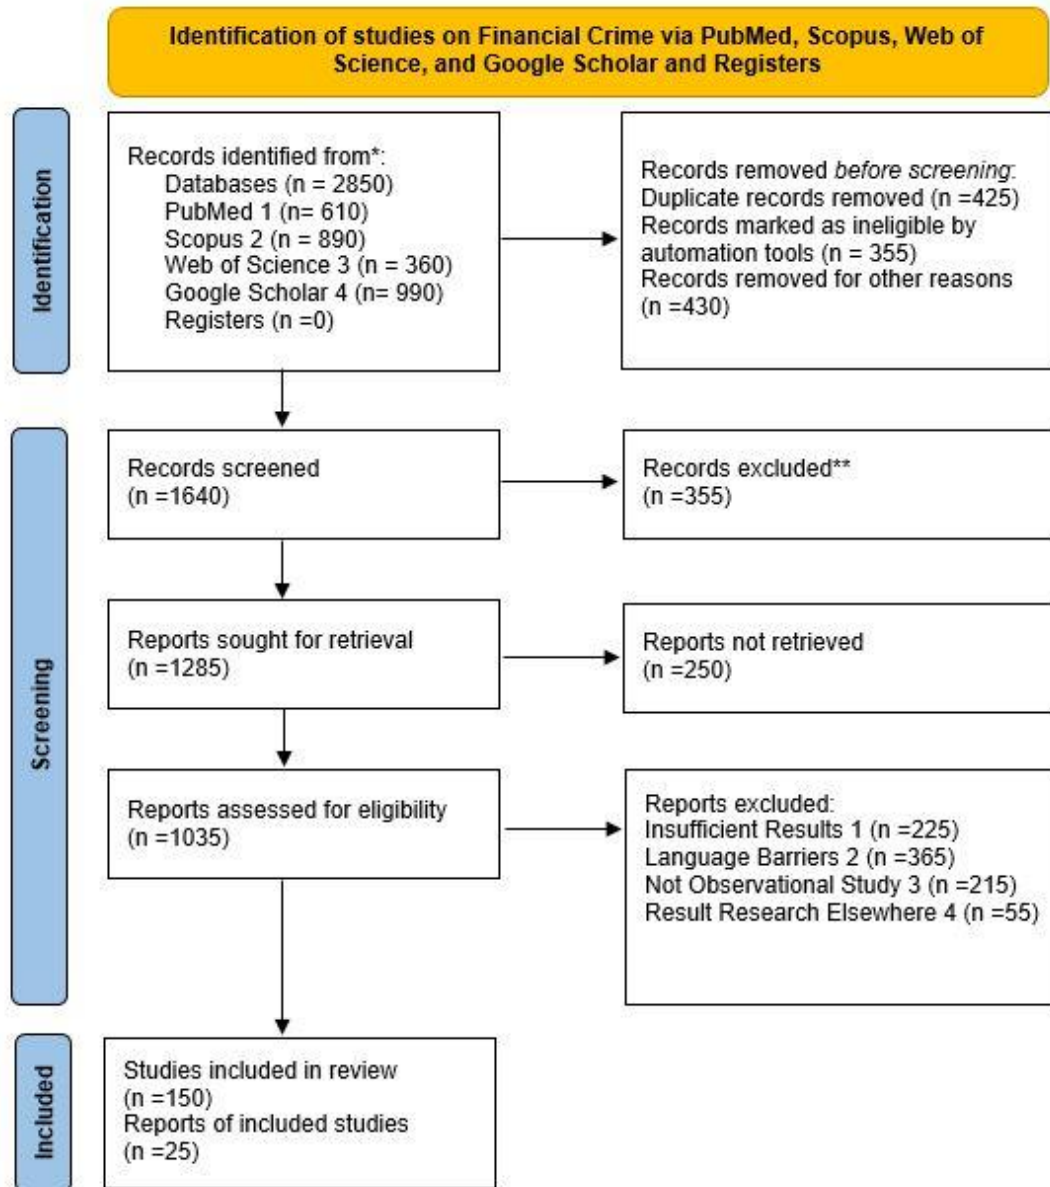 Identification of studies on Financial Crime via PubMed, Scopus, Web of
Science, and Google Scholar and Registers
Identification
Records identified from*:
Databases (n = 2850)
PubMed 1 (n= 610)
Scopus 2 (n = 890)
Web of Science 3 (n = 360)
Google Scholar 4 (n= 990)
Registers (n =0)
Records removed before screening:
Duplicate records removed (n =425)
Records marked as ineligible by
automation tools (n = 355)
Records removed for other reasons
(n =430)
Screening
Records screened
(n =1640)
Records excluded**
(n =355)
Reports sought for retrieval
(n =1285)
Reports not retrieved
(n =250)
Reports assessed for eligibility
(n =1035)
Reports excluded:
Insufficient Results 1 (n =225)
Language Barriers 2 (n =365)
Not Observational Study 3 (n =215)
Result Research Elsewhere 4 (n =55)
Included
Studies included in review
(n =150)
Reports of included studies
(n =25)